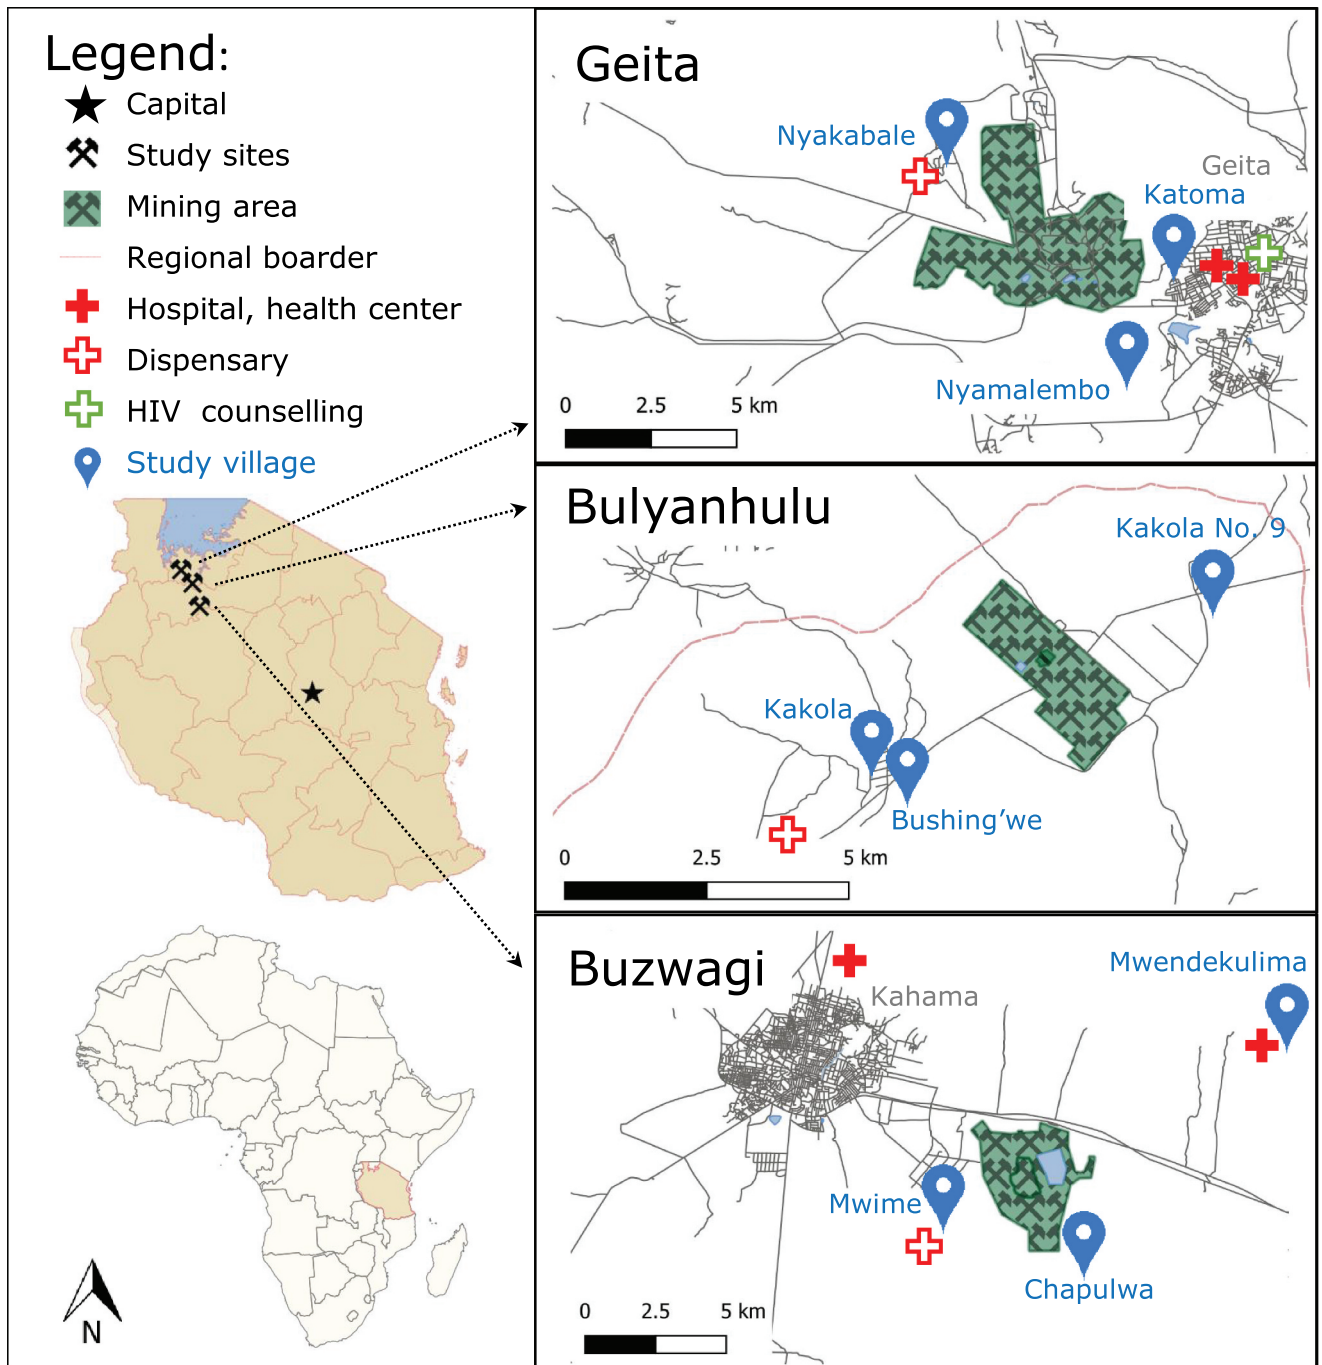 Legend:
Capital
Study sites
Mining area
Regional boarder
Hospital, health center
Dispensary
HIV counselling
Study village
N
Geita
Nyakabale
Geita
Katoma
Nyamalembo
0 2.5 5 km
Bulyanhulu
Kakola No. 9
Kakola
Bushing’we
0 2.5 5 km
Buzwagi
Mwendekulima
Kahama
Mwime
Chapulwa
0 2.5 5 km